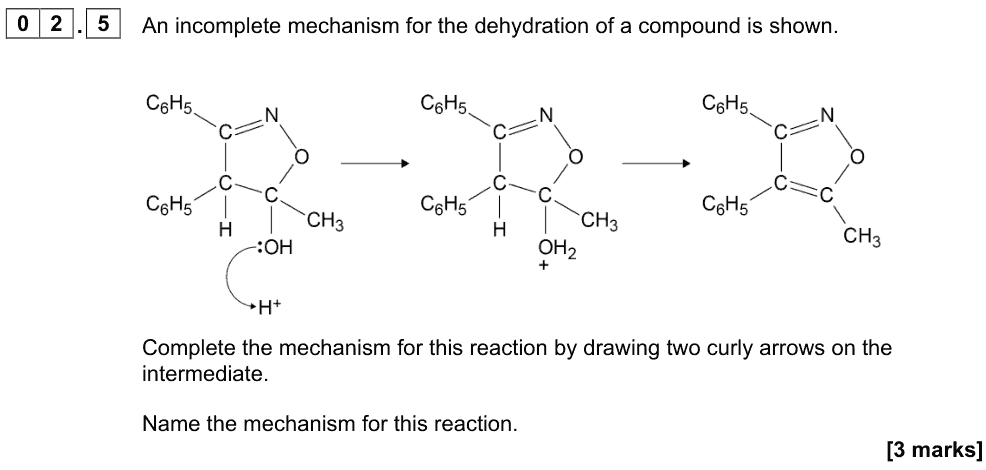 0 2 . 5 An incomplete mechanism for the dehydration of a compound is shown.
C₆H₅ C N O C C₆H₅ H C CH₃ :OH H⁺
C₆H₅ C N O C C₆H₅ H C CH₃ OH₂ +
C₆H₅ C N O C C₆H₅ C CH₃
Complete the mechanism for this reaction by drawing two curly arrows on the
intermediate.
Name the mechanism for this reaction.
[3 marks]